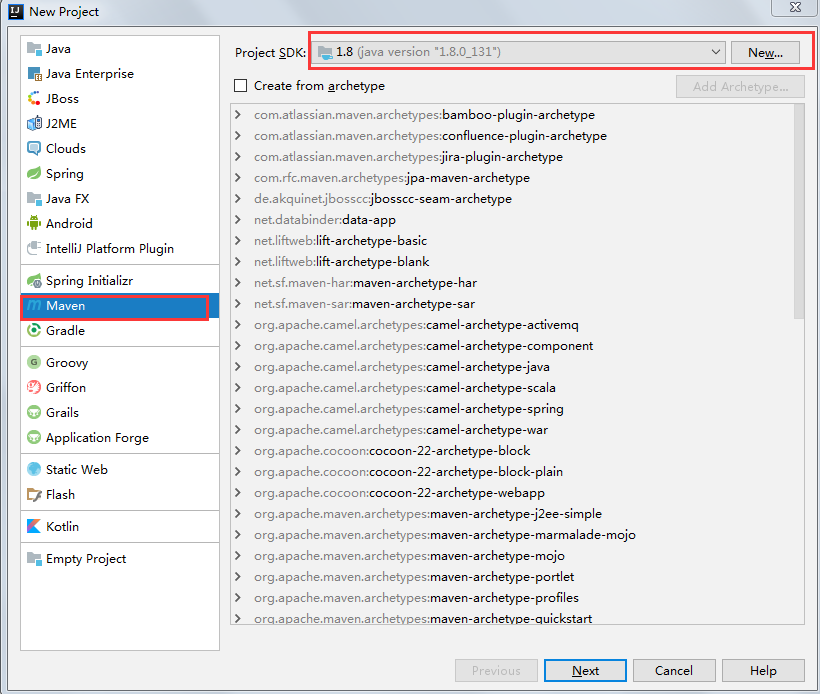 New Project
Java
Java Enterprise
JBoss
J2ME
Clouds
Spring
Java FX
Android
IntelliJ Platform Plugin
Spring Initializr
Maven
Gradle
Groovy
Griffon
Grails
Application Forge
Static Web
Flash
Kotlin
Empty Project
Project SDK: 1.8 (java version "1.8.0_131") New...
Create from archetype Add Archetype...
com.atlassian.maven.archetypes:bamboo-plugin-archetype
com.atlassian.maven.archetypes:confluence-plugin-archetype
com.atlassian.maven.archetypes:jira-plugin-archetype
com.rfc.maven.archetypes:jpa-maven-archetype
de.akquinet.jbosscc:jbosscc-seam-archetype
net.databinder:data-app
net.liftweb:lift-archetype-basic
net.liftweb:lift-archetype-blank
net.sf.maven-har:maven-archetype-har
net.sf.maven-sar:maven-archetype-sar
org.apache.camel.archetypes:camel-archetype-activemq
org.apache.camel.archetypes:camel-archetype-component
org.apache.camel.archetypes:camel-archetype-java
org.apache.camel.archetypes:camel-archetype-scala
org.apache.camel.archetypes:camel-archetype-spring
org.apache.camel.archetypes:camel-archetype-war
org.apache.cocoon:cocoon-22-archetype-block
org.apache.cocoon:cocoon-22-archetype-block-plain
org.apache.cocoon:cocoon-22-archetype-webapp
org.apache.maven.archetypes:maven-archetype-j2ee-simple
org.apache.maven.archetypes:maven-archetype-marmalade-mojo
org.apache.maven.archetypes:maven-archetype-mojo
org.apache.maven.archetypes:maven-archetype-portlet
org.apache.maven.archetypes:maven-archetype-profiles
org.apache.maven.archetypes:maven-archetype-quickstart
Previous Next Cancel Help